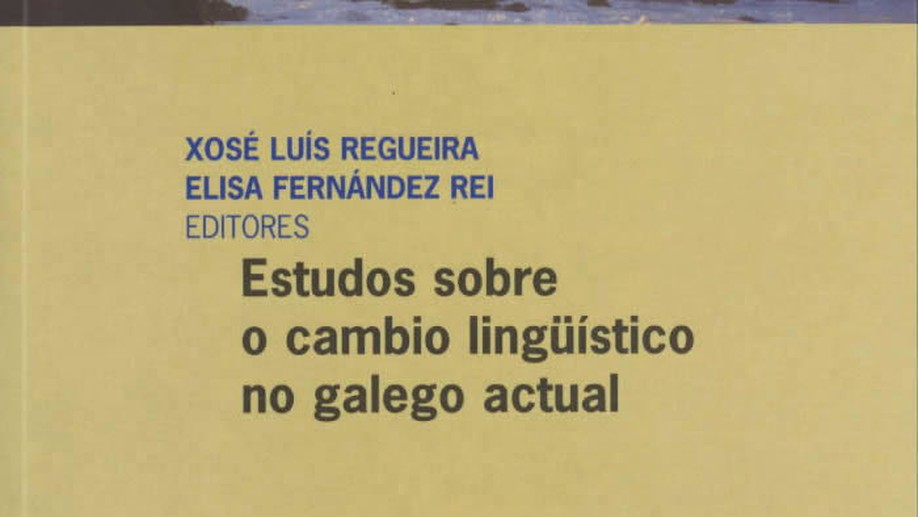 XOSÉ LUÍS REGUEIRA
ELISA FERNÁNDEZ REI
EDITORES
Estudos sobre
o cambio lingüístico
no galego actual